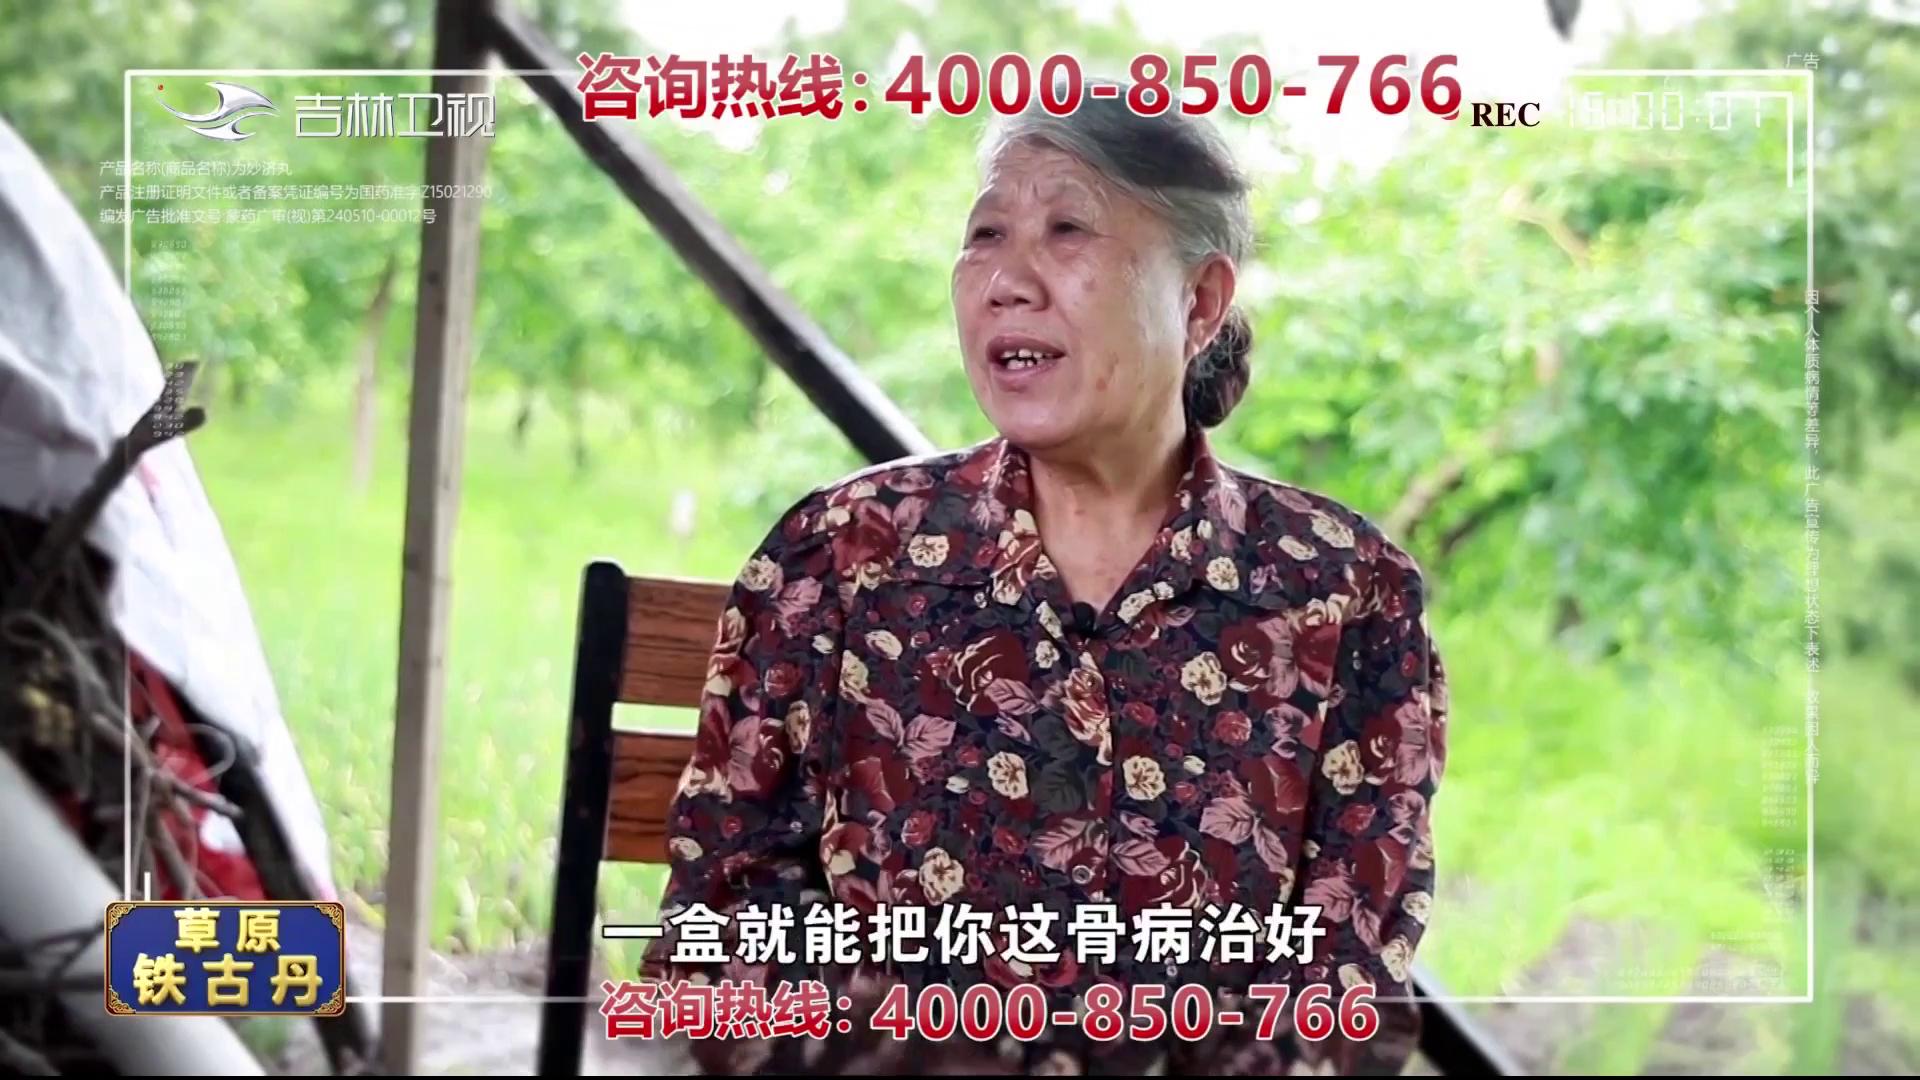 咨询热线：4000-850-766
广告
吉林卫视
REC
产品名称(商品名称)为妙济丸
产品注册证明文件或者备案凭证编号为国药准字Z15021290
编发广告批准文号:蒙药广审(视)第240510-00012号
因个人体质病情等差异，此广告宣传为理想状态下表述 效果因人而异
一盒就能把你这骨病治好
草原
铁古丹
咨询热线：4000-850-766